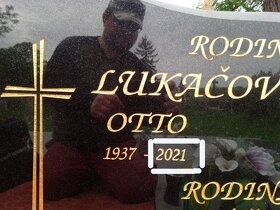 RODIN
LUKAČOV
OTTO
1937 - 2021
RODIN